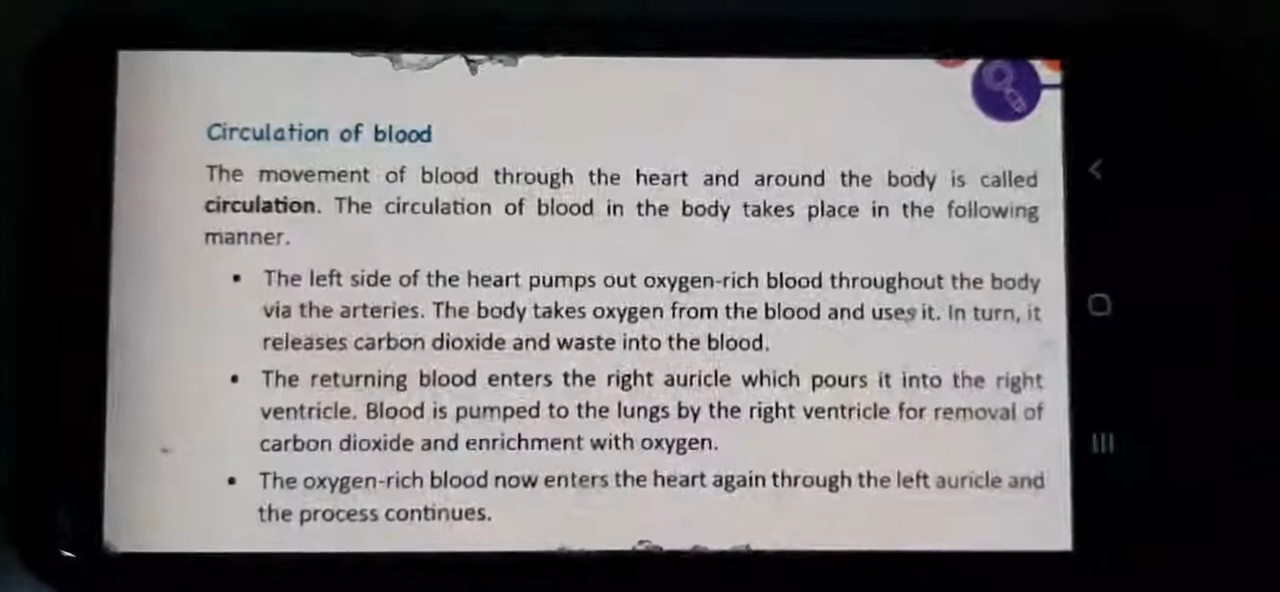 Circulation of blood
The movement of blood through the heart and around the body is called
circulation. The circulation of blood in the body takes place in the following
manner.
• The left side of the heart pumps out oxygen-rich blood throughout the body
via the arteries. The body takes oxygen from the blood and uses it. In turn, it
releases carbon dioxide and waste into the blood.
• The returning blood enters the right auricle which pours it into the right
ventricle. Blood is pumped to the lungs by the right ventricle for removal of
carbon dioxide and enrichment with oxygen.
• The oxygen-rich blood now enters the heart again through the left auricle and
the process continues.